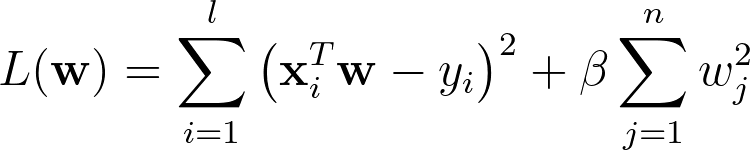 L(\mathbf{w}) = \sum_{i=1}^{l} \left( \mathbf{x}_i^T \mathbf{w} - y_i \right)^2 + \beta \sum_{j=1}^{n} w_j^2